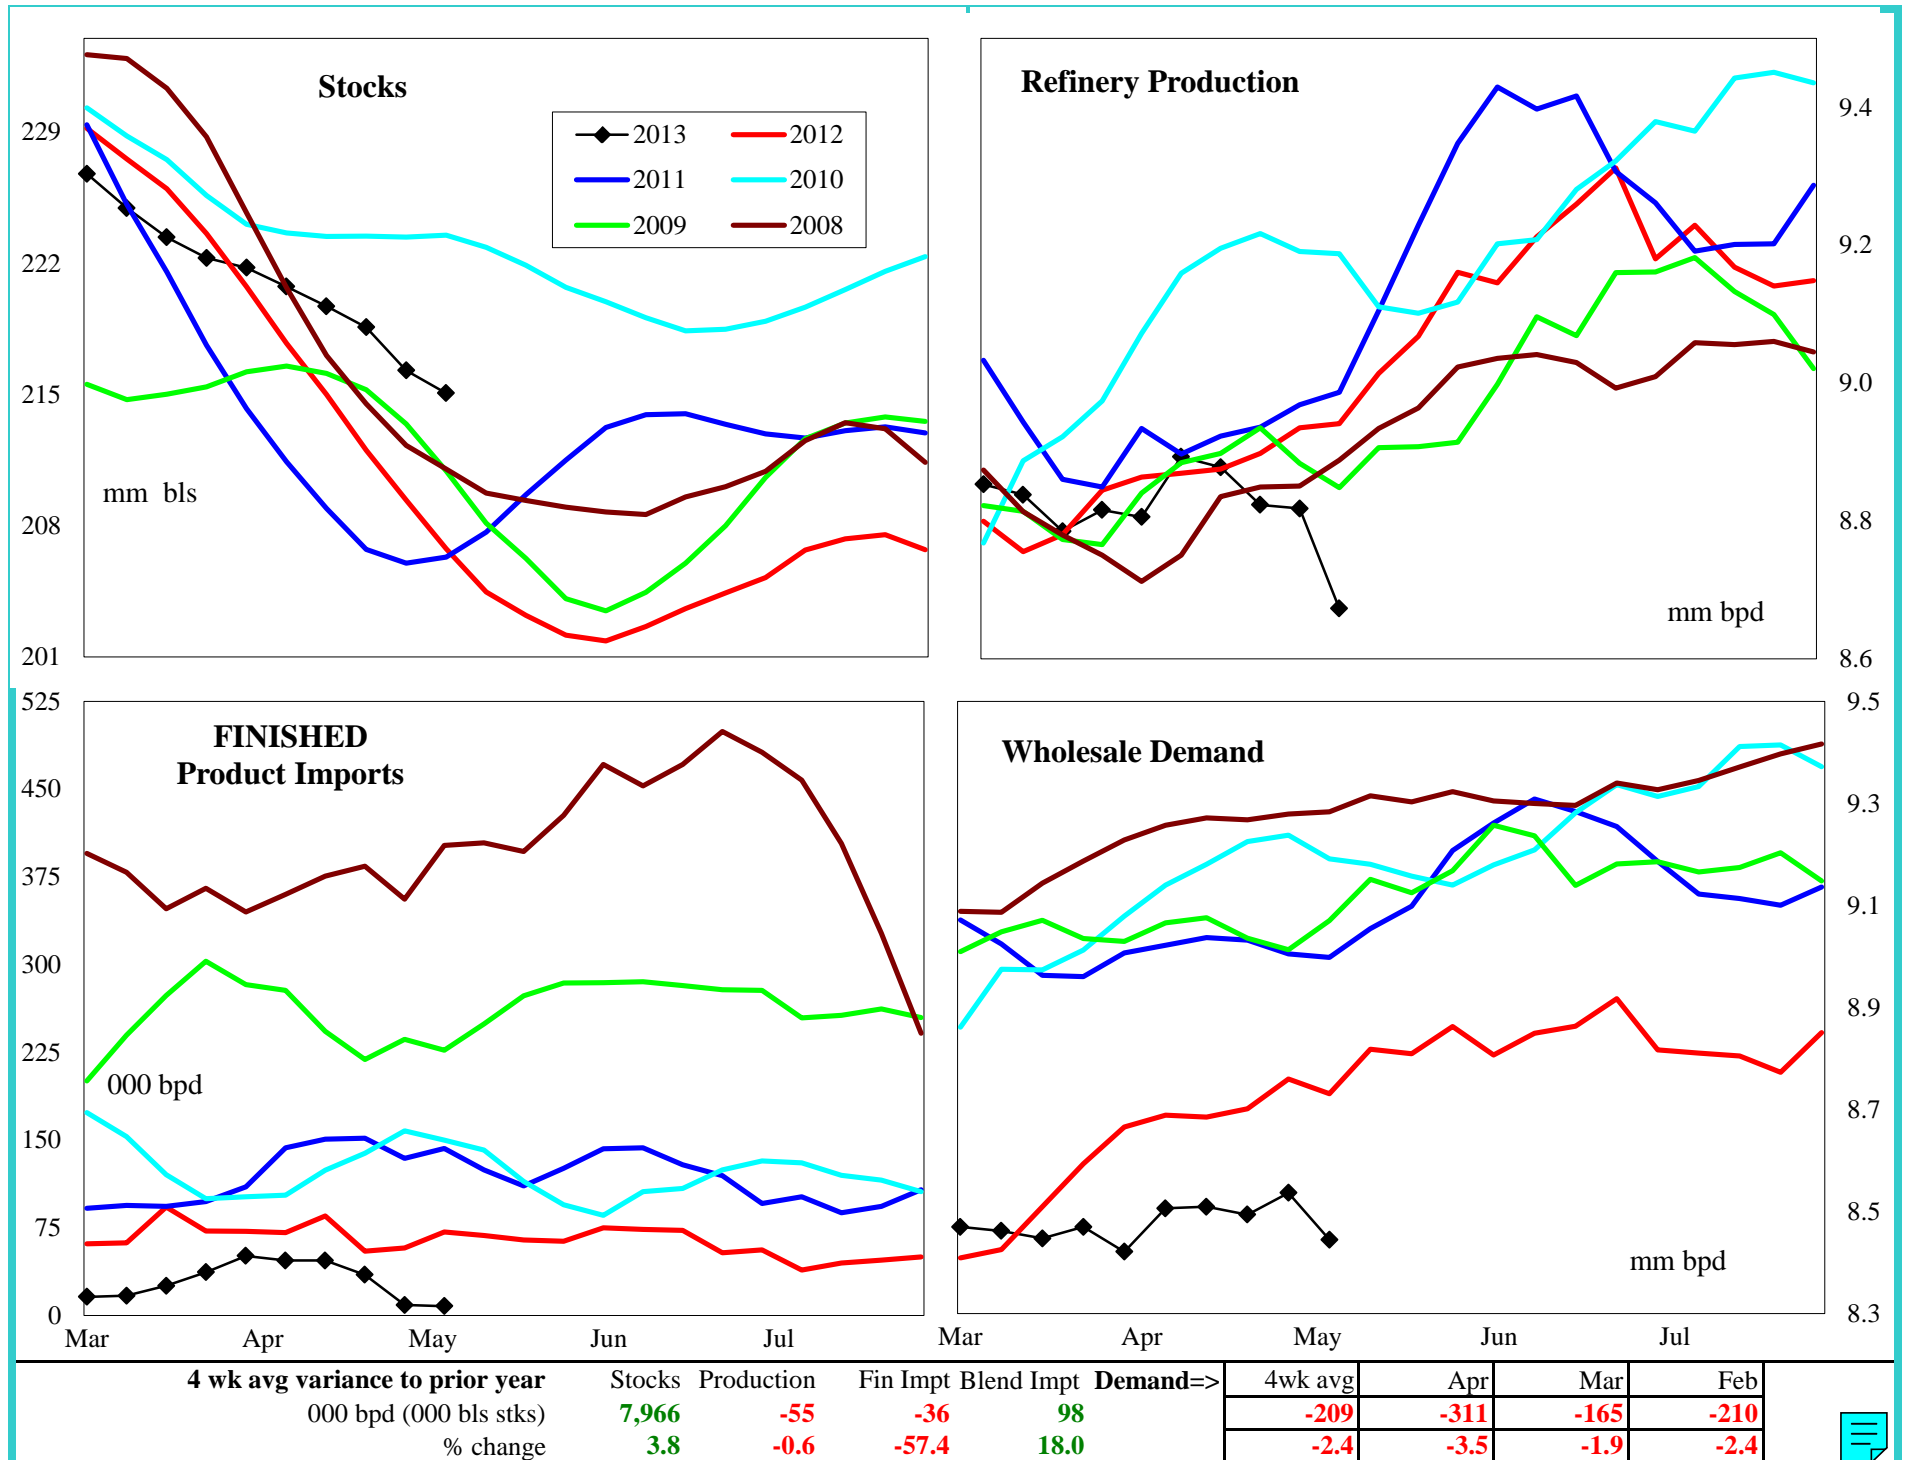 Stocks
229
222
215
208
201
mm bls
2013
2012
2011
2010
2009
2008
Refinery Production
9.4
9.2
9.0
8.8
8.6
mm bpd
FINISHED
Product Imports
525
450
375
300
225
150
75
0
000 bpd
Mar Apr May Jun Jul
Wholesale Demand
9.5
9.3
9.1
8.9
8.7
8.5
8.3
mm bpd
Mar Apr May Jun Jul
4 wk avg variance to prior year Stocks Production Fin Impt Blend Impt Demand=> 4wk avg Apr Mar Feb
000 bpd (000 bls stks) 7,966 -55 -36 98 -209 -311 -165 -210
% change 3.8 -0.6 -57.4 18.0 -2.4 -3.5 -1.9 -2.4